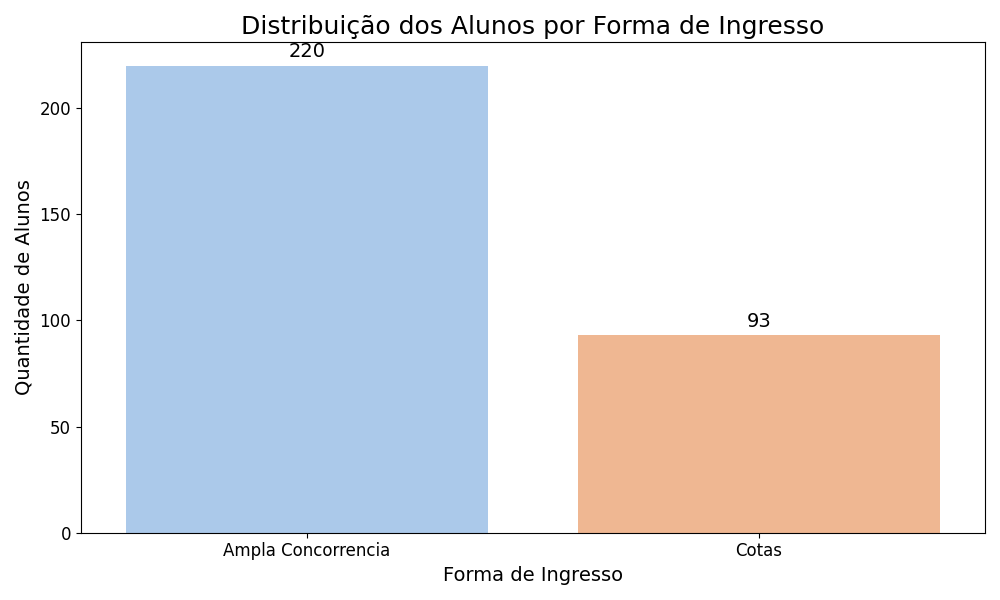 Distribuição dos Alunos por Forma de Ingresso
220
93
Quantidade de Alunos
200
150
100
50
0
Ampla Concorrencia
Cotas
Forma de Ingresso